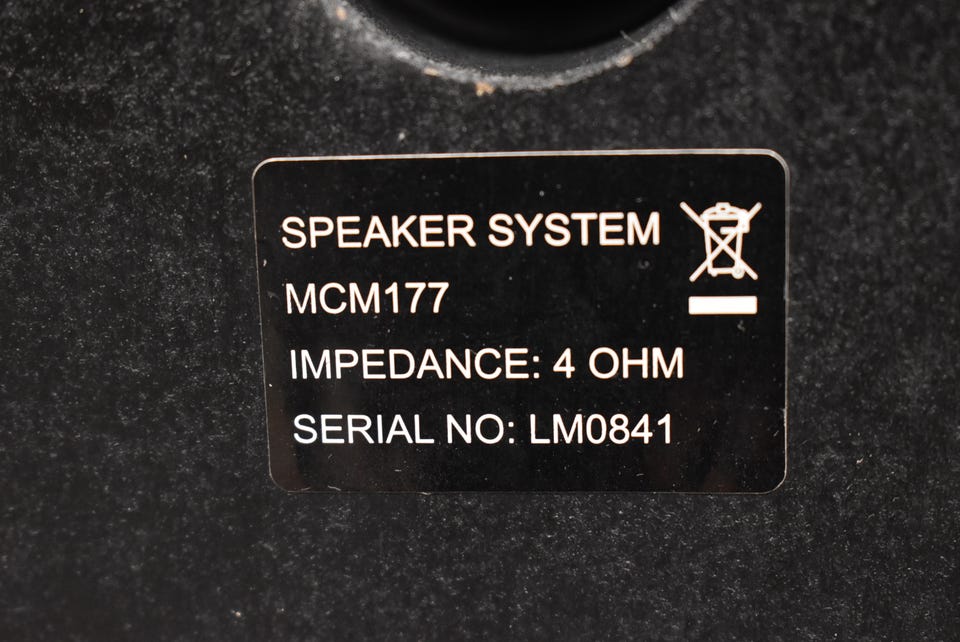 SPEAKER SYSTEM
MCM177
IMPEDANCE: 4 OHM
SERIAL NO: LM0841